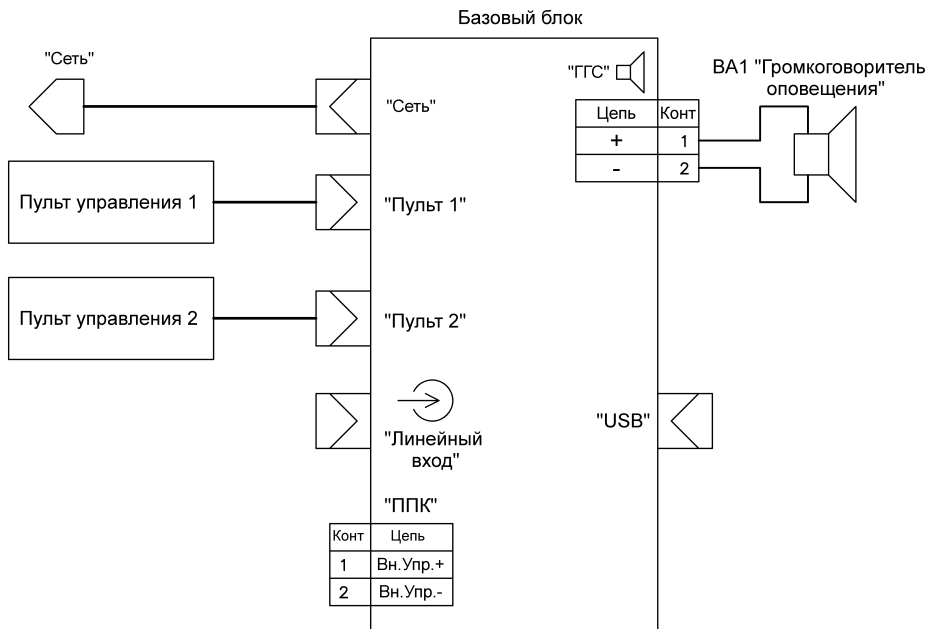 Базовый блок
"Сеть"
"Сеть"
"ГГС"
ВА1 "Громкоговоритель
оповещения"
Цепь Конт
+ 1
- 2
Пульт управления 1
"Пульт 1"
Пульт управления 2
"Пульт 2"
"Линейный
вход"
"USB"
"ППК"
Конт Цепь
1 Вн.Упр.+
2 Вн.Упр.-